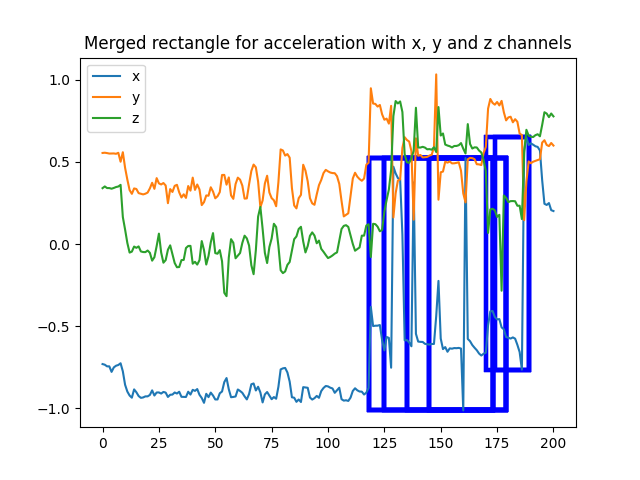 Merged rectangle for acceleration with x, y and z channels
x
y
z
1.0
0.5
0.0
−0.5
−1.0
0 25 50 75 100 125 150 175 200